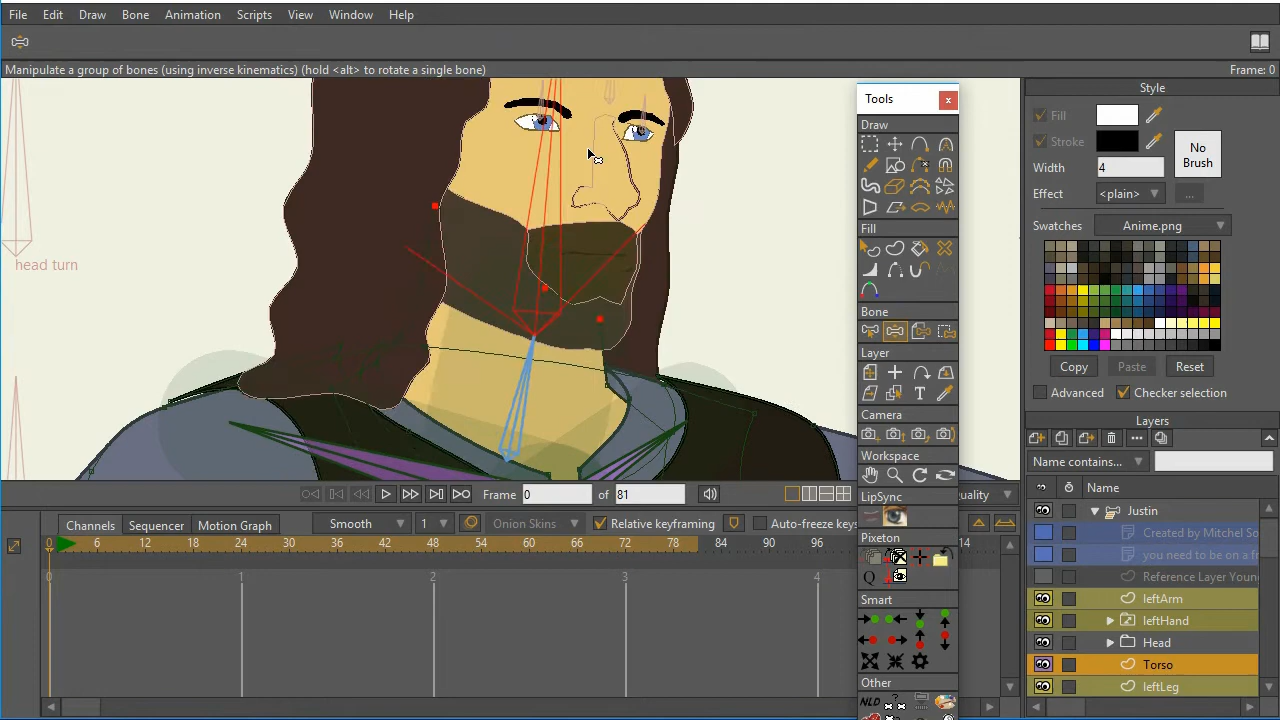 File Edit Draw Bone Animation Scripts View Window Help
Manipulate a group of bones (using inverse kinematics) (hold <alt> to rotate a single bone)
Frame: 0
head turn
Tools
Draw
Fill
Bone
Layer
Camera
Workspace
LipSync
Pixeton
Smart
Other
Style
Fill
Stroke
No Brush
Width 4
Effect <plain> ...
Swatches Anime.png
Copy Paste Reset
Advanced Checker selection
Layers
Name contains...
Name
Justin
Created by Mitchel So
you need to be on a fr
Reference Layer Youn
leftArm
leftHand
Head
Torso
leftLeg
Frame 0 of 81
Channels Sequencer Motion Graph Smooth 1 Onion Skins Relative keyframing Auto-freeze keys
0 6 12 18 24 30 36 42 48 54 60 66 72 78 84 90 96 14
0 1 2 3 4